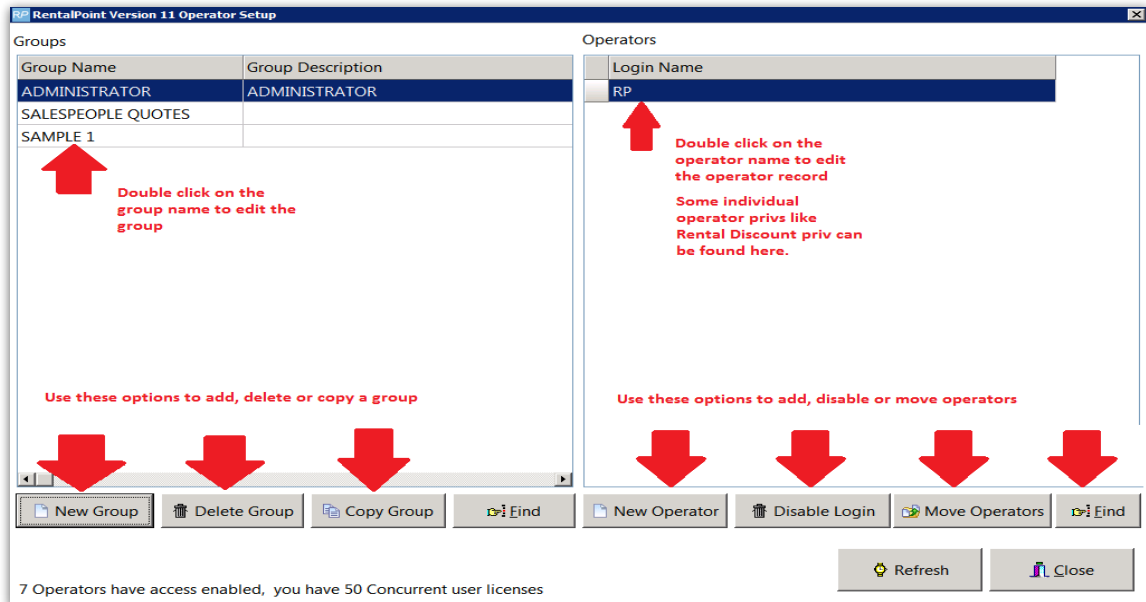 RP RentalPoint Version 11 Operator Setup
Groups
Operators
Group Name Group Description
Login Name
ADMINISTRATOR ADMINISTRATOR
RP
SALESPEOPLE QUOTES
SAMPLE 1
Double click on the
group name to edit the
group
Double click on the
operator name to edit
the operator record
Some individual
operator privs like
Rental Discount priv can
be found here.
Use these options to add, delete or copy a group
Use these options to add, disable or move operators
New Group Delete Group Copy Group Find
New Operator Disable Login Move Operators Find
Refresh Close
7 Operators have access enabled, you have 50 Concurrent user licenses